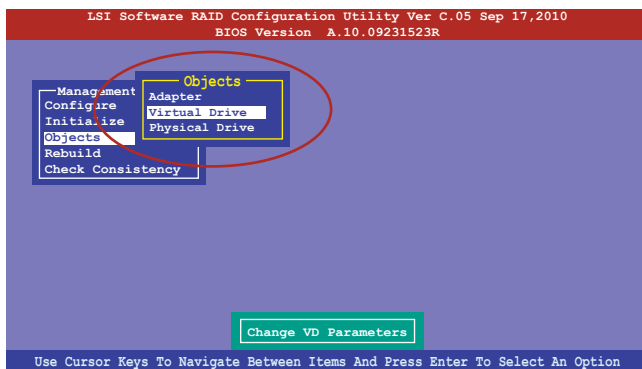 LSI Software RAID Configuration Utility Ver C.05 Sep 17,2010
BIOS Version A.10.09231523R
Management
Configure
Initialize
Objects
Rebuild
Check Consistency
Objects
Adapter
Virtual Drive
Physical Drive
Change VD Parameters
Use Cursor Keys To Navigate Between Items And Press Enter To Select An Option